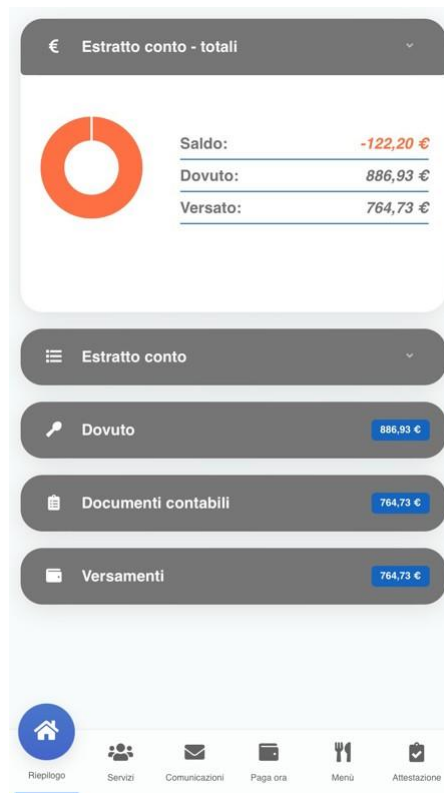 € Estratto conto - totali
Saldo: -122,20 €
Dovuto: 886,93 €
Versato: 764,73 €
Estratto conto
Dovuto 886,93 €
Documenti contabili 764,73 €
Versamenti 764,73 €
Riepilogo Servizi Comunicazioni Paga ora Menù Attestazione